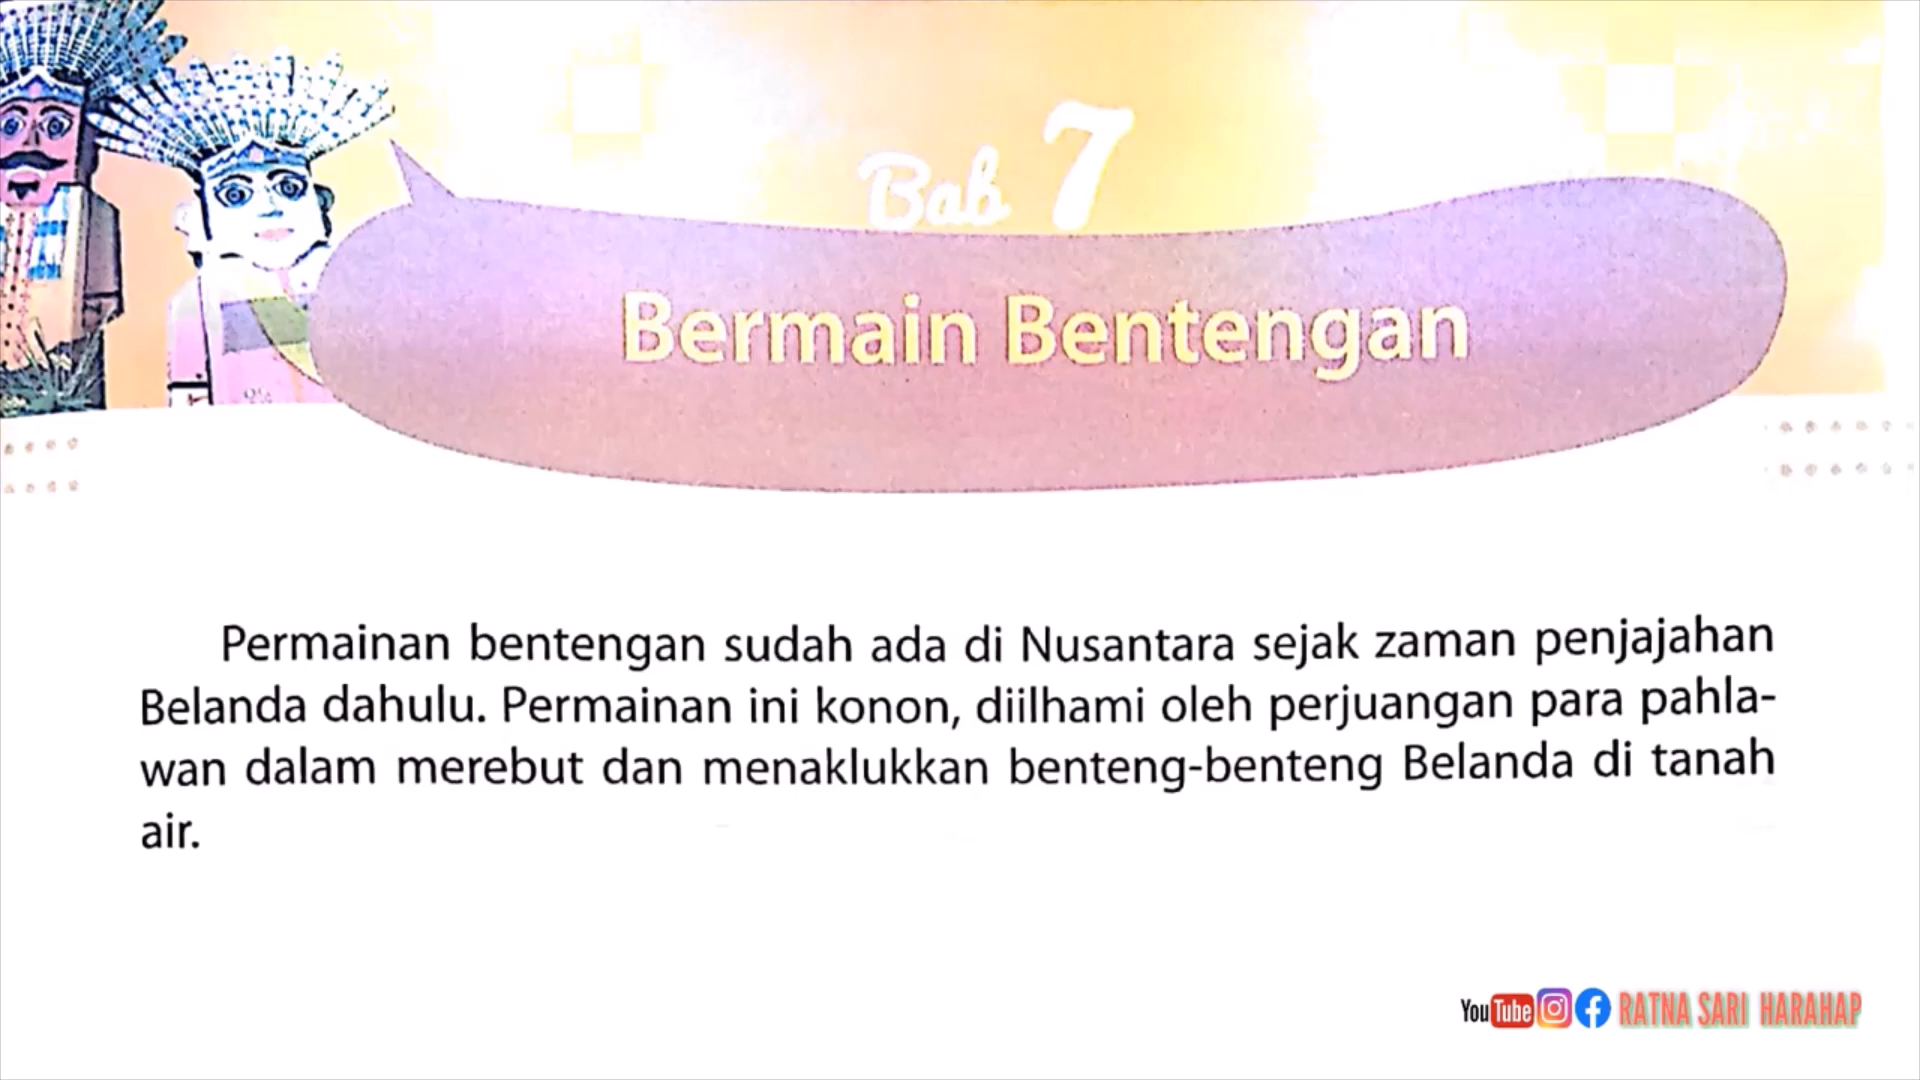 Bab 7
Bermain Bentengan
Permainan bentengan sudah ada di Nusantara sejak zaman penjajahan
Belanda dahulu. Permainan ini konon, diilhami oleh perjuangan para pahla-
wan dalam merebut dan menaklukkan benteng-benteng Belanda di tanah
air.
YouTube RATNA SARI HARAHAP